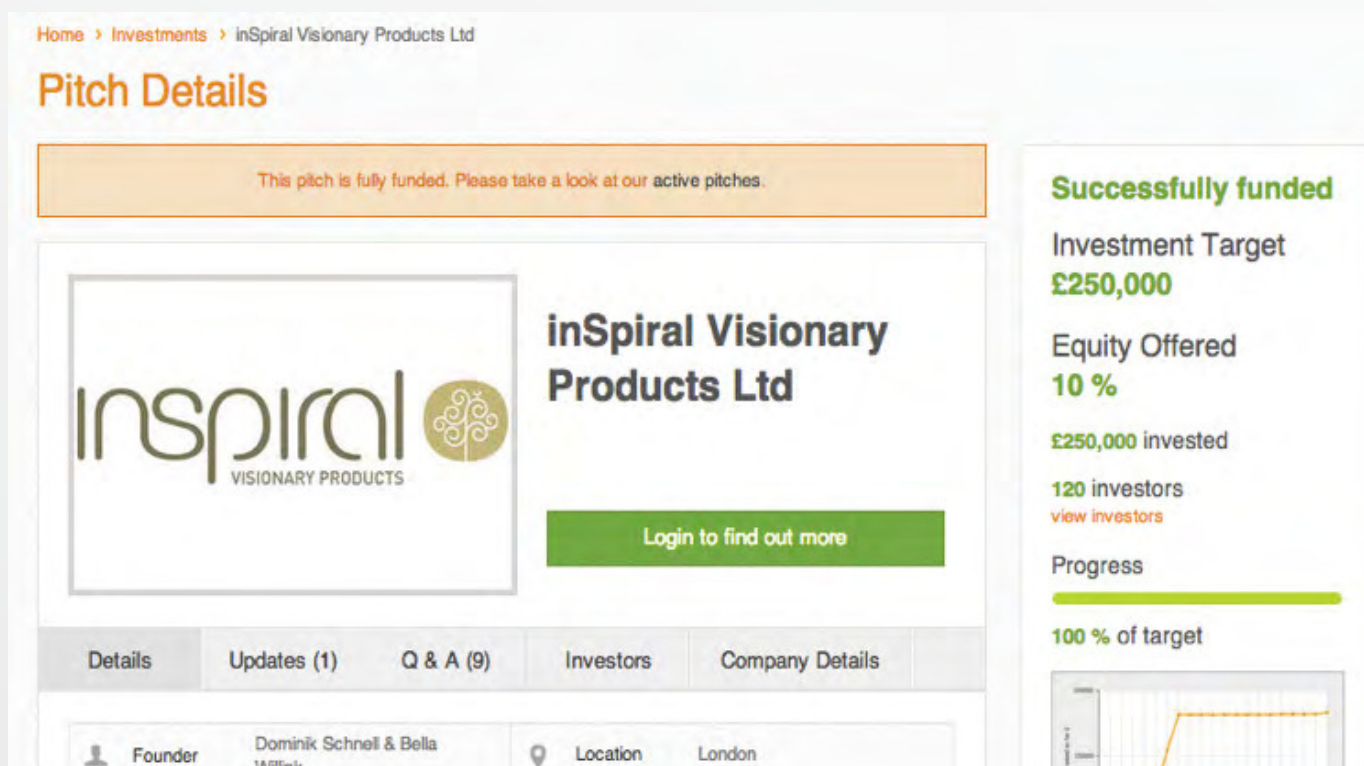 Home > Investments > inSpiral Visionary Products Ltd
Pitch Details
This pitch is fully funded. Please take a look at our active pitches.
inspiral
VISIONARY PRODUCTS
inSpiral Visionary
Products Ltd
Login to find out more
Details Updates (1) Q & A (9) Investors Company Details
Founder Dominik Schnell & Bella
Location London
Successfully funded
Investment Target
£250,000
Equity Offered
10 %
£250,000 invested
120 investors
view investors
Progress
100 % of target